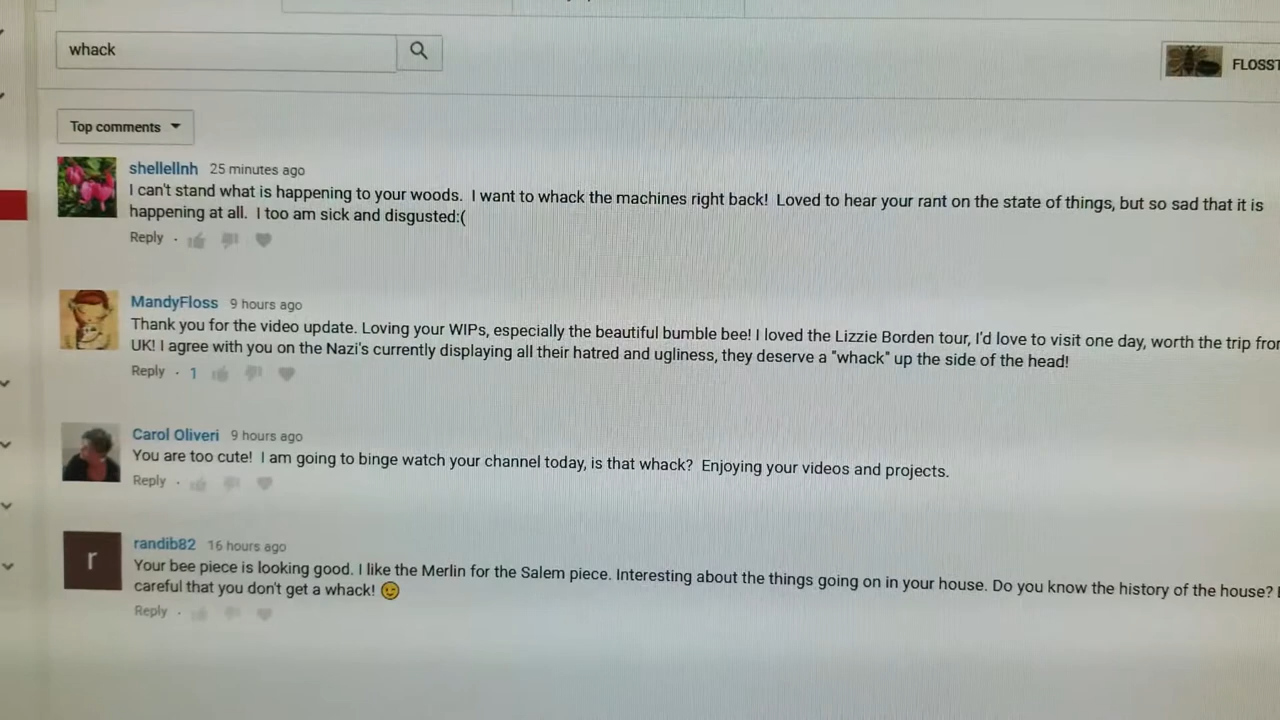 whack
FLOSST
Top comments
shellellnh 25 minutes ago
I can't stand what is happening to your woods. I want to whack the machines right back! Loved to hear your rant on the state of things, but so sad that it is
happening at all. I too am sick and disgusted:(
Reply ·
MandyFloss 9 hours ago
Thank you for the video update. Loving your WIPs, especially the beautiful bumble bee! I loved the Lizzie Borden tour, I'd love to visit one day, worth the trip from
UK! I agree with you on the Nazi's currently displaying all their hatred and ugliness, they deserve a "whack" up the side of the head!
Reply · 1
Carol Oliveri 9 hours ago
You are too cute! I am going to binge watch your channel today, is that whack? Enjoying your videos and projects.
Reply ·
r
randib82 16 hours ago
Your bee piece is looking good. I like the Merlin for the Salem piece. Interesting about the things going on in your house. Do you know the history of the house?
careful that you don't get a whack! 😉
Reply ·